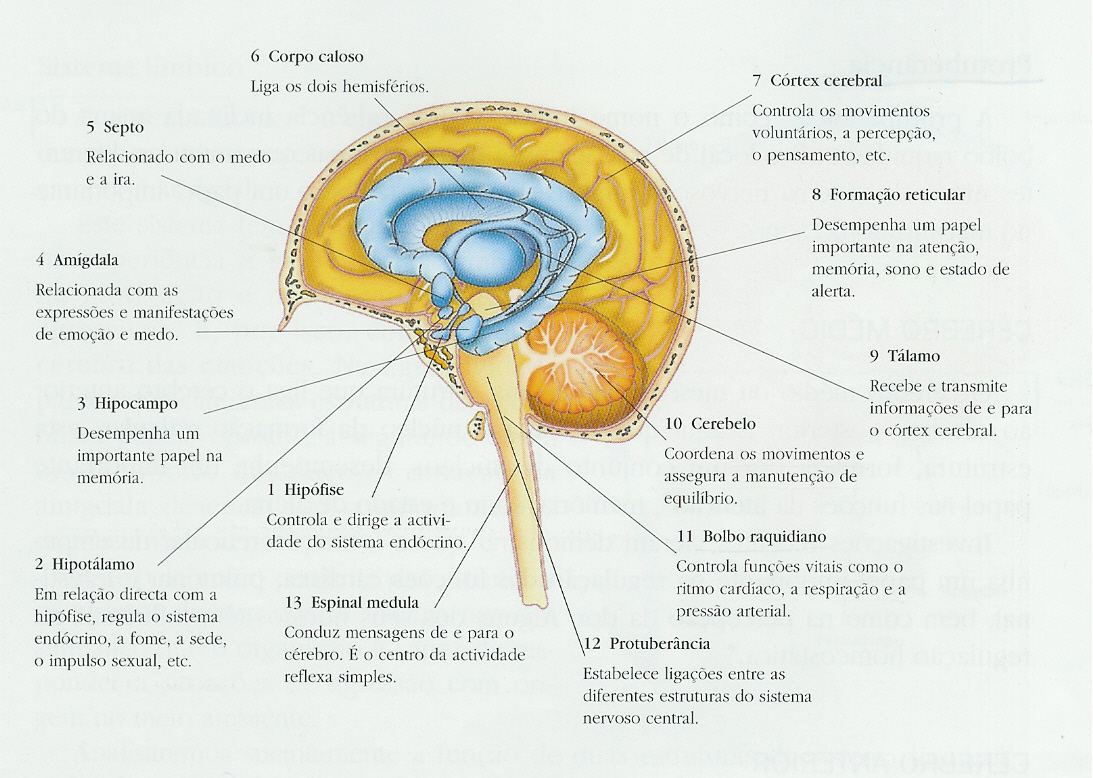 6 Corpo caloso
Liga os dois hemisférios.
7 Córtex cerebral
Controla os movimentos
voluntários, a percepção,
o pensamento, etc.
5 Septo
Relacionado com o medo
e a ira.
8 Formação reticular
Desempenha um papel
importante na atenção,
memória, sono e estado de
alerta.
4 Amígdala
Relacionada com as
expressões e manifestações
de emoção e medo.
9 Tálamo
Recebe e transmite
informações de e para
o córtex cerebral.
3 Hipocampo
Desempenha um
importante papel na
memória.
10 Cerebelo
Coordena os movimentos e
assegura a manutenção de
equilíbrio.
1 Hipófise
Controla e dirige a activi-
dade do sistema endócrino.
11 Bolbo raquidiano
Controla funções vitais como o
ritmo cardíaco, a respiração e a
pressão arterial.
2 Hipotálamo
Em relação directa com a
hipófise, regula o sistema
endócrino, a fome, a sede,
o impulso sexual, etc.
13 Espinal medula
Conduz mensagens de e para o
cérebro. É o centro da actividade
reflexa simples.
12 Protuberância
Estabelece ligações entre as
diferentes estruturas do sistema
nervoso central.